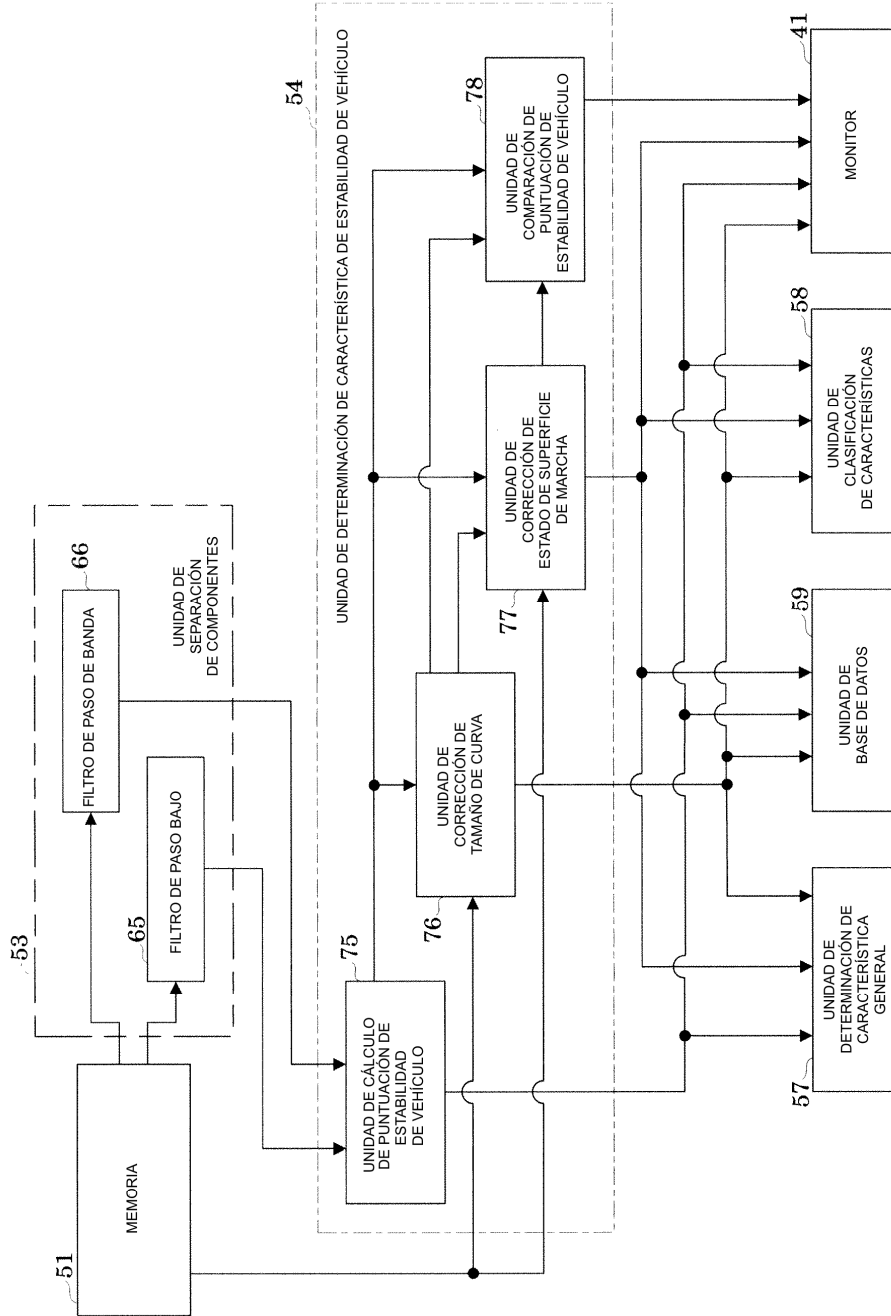 51
MEMORIA
53
66
FILTRO DE PASO DE BANDA
65
FILTRO DE PASO BAJO
UNIDAD DE
SEPARACIÓN
DE COMPONENTES
54
UNIDAD DE DETERMINACIÓN DE CARACTERÍSTICA DE ESTABILIDAD DE VEHÍCULO
75
UNIDAD DE CÁLCULO
DE PUNTUACIÓN DE
ESTABILIDAD
DE VEHÍCULO
76
UNIDAD DE
CORRECCIÓN DE
TAMAÑO DE CURVA
77
UNIDAD DE
CORRECCIÓN DE
ESTADO DE SUPERFICIE
DE MARCHA
78
UNIDAD DE
COMPARACIÓN DE
PUNTUACIÓN DE
ESTABILIDAD DE VEHÍCULO
57
UNIDAD DE
DETERMINACIÓN DE
CARACTERÍSTICA
GENERAL
59
UNIDAD DE
BASE DE DATOS
58
UNIDAD DE
CLASIFICACIÓN
DE CARACTERÍSTICAS
41
MONITOR